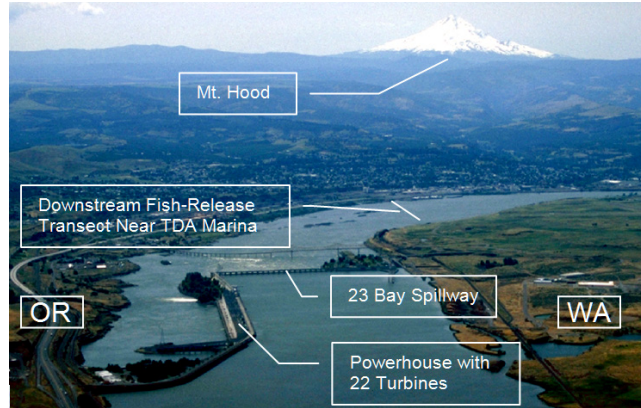 Mt. Hood
Downstream Fish-Release
Transect Near TDA Marina
23 Bay Spillway
OR
WA
Powerhouse with
22 Turbines